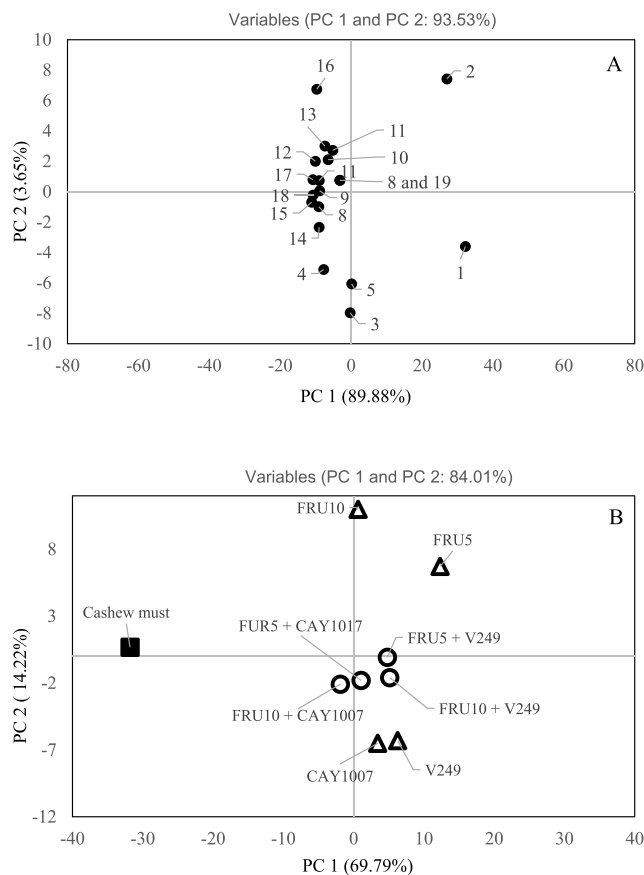 Variables (PC 1 and PC 2: 93.53%)
A
10
8
6
4
2
0
-2
-4
-6
-8
-10
PC 2 (3.65%)
16
2
13
11
12
10
17
11
8 and 19
18
9
15
8
14
4
5
1
3
-80
-60
-40
-20
0
20
40
60
80
PC 1 (89.88%)
Variables (PC 1 and PC 2: 84.01%)
B
8
3
-2
-7
-12
PC 2 ( 14.22%)
FRU10
FRU5
Cashew must
FUR5 + CAY1017
FRU5 + V249
FRU10 + CAY1007
FRU10 + V249
CAY1007
V249
-40
-30
-20
-10
0
10
20
30
40
PC 1 (69.79%)